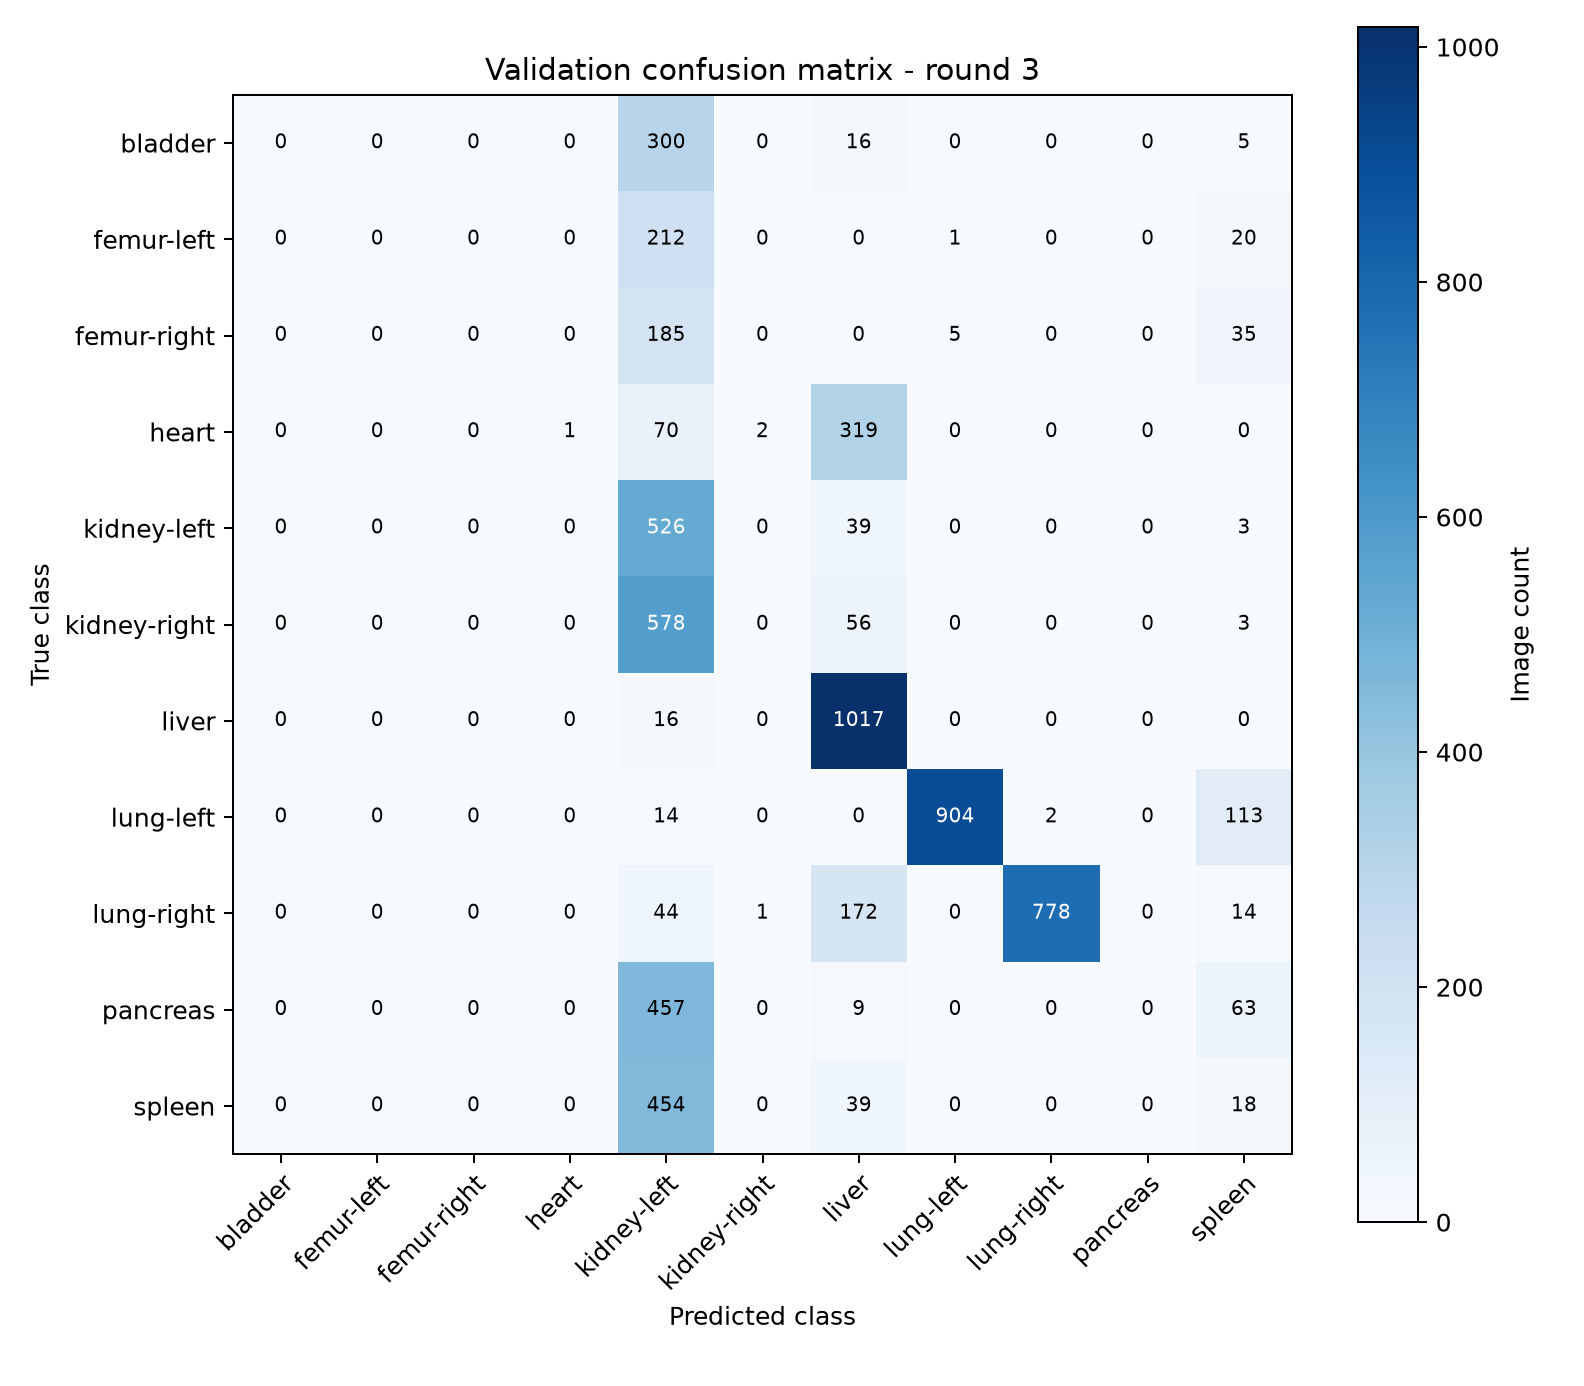 Validation confusion matrix - round 3
bladder 0 0 0 0 300 0 16 0 0 0 5
femur-left 0 0 0 0 212 0 0 1 0 0 20
femur-right 0 0 0 0 185 0 0 5 0 0 35
heart 0 0 0 1 70 2 319 0 0 0 0
kidney-left 0 0 0 0 526 0 39 0 0 0 3
kidney-right 0 0 0 0 578 0 56 0 0 0 3
liver 0 0 0 0 16 0 1017 0 0 0 0
lung-left 0 0 0 0 14 0 0 904 2 0 113
lung-right 0 0 0 0 44 1 172 0 778 0 14
pancreas 0 0 0 0 457 0 9 0 0 0 63
spleen 0 0 0 0 454 0 39 0 0 0 18
bladder femur-left femur-right heart kidney-left kidney-right liver lung-left lung-right pancreas spleen
Predicted class
True class
1000
800
600
400
200
0
Image count